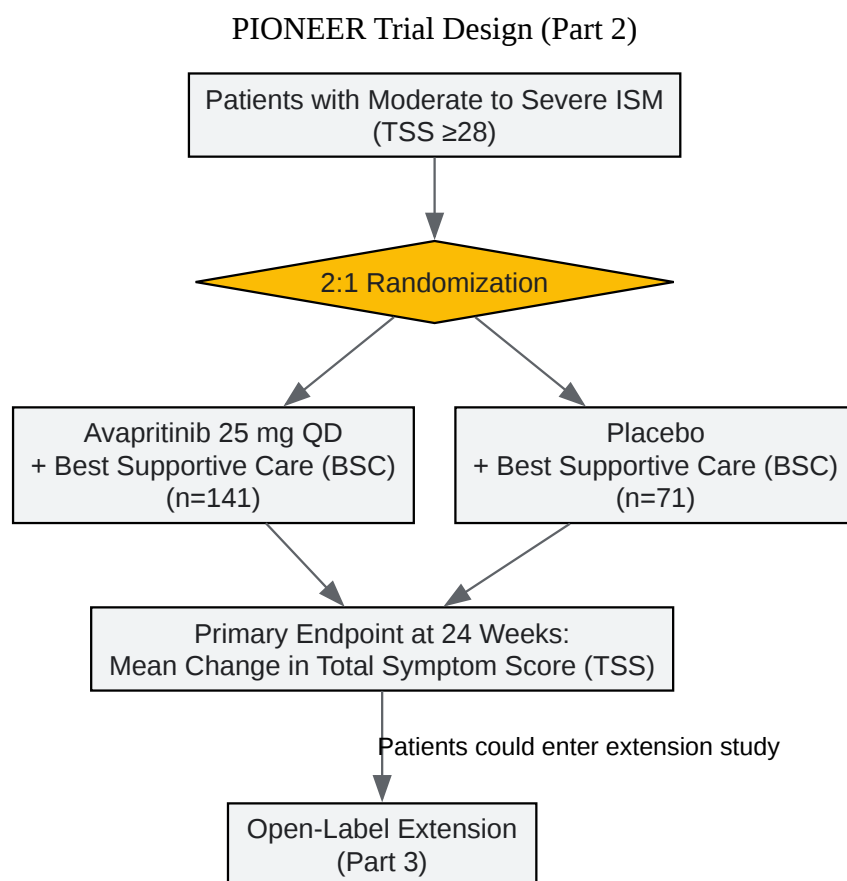 PIONEER Trial Design (Part 2)
Patients with Moderate to Severe ISM
(TSS ≥28)
2:1 Randomization
Avapritinib 25 mg QD
+ Best Supportive Care (BSC)
(n=141)
Placebo
+ Best Supportive Care (BSC)
(n=71)
Primary Endpoint at 24 Weeks:
Mean Change in Total Symptom Score (TSS)
Patients could enter extension study
Open-Label Extension
(Part 3)